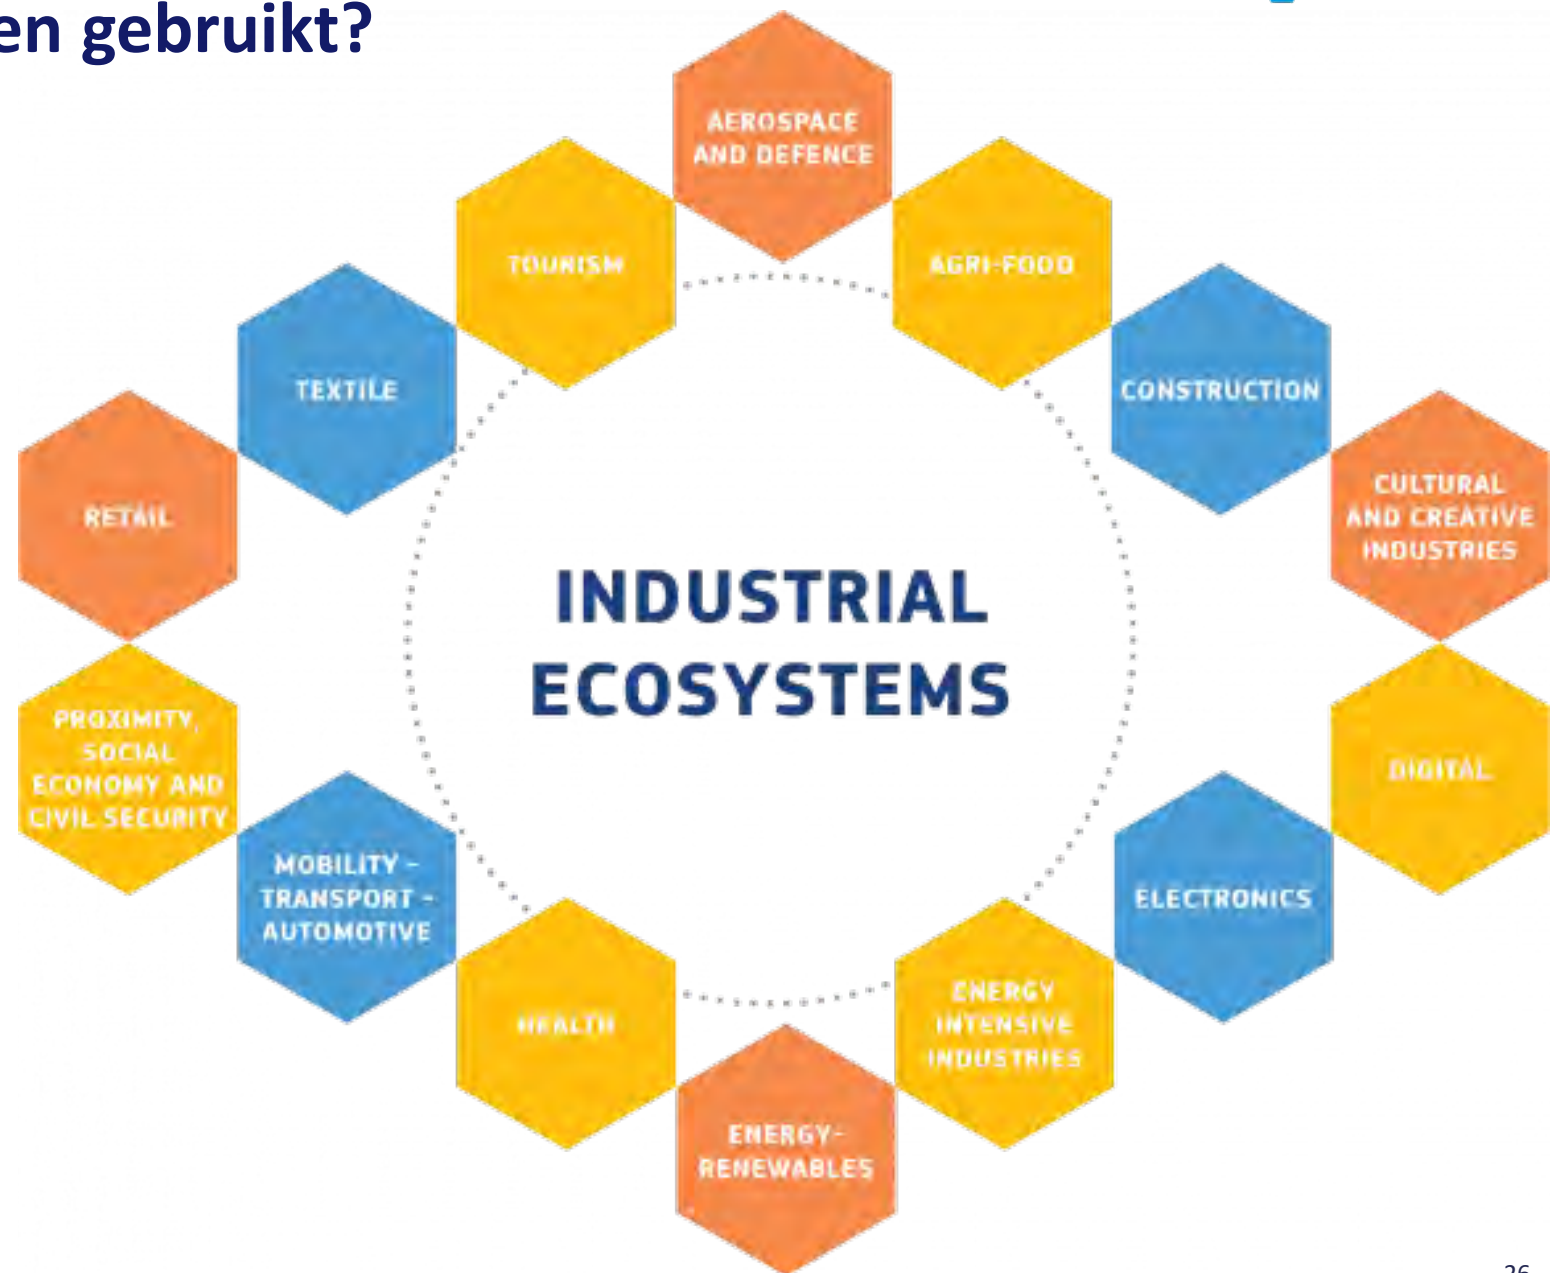 en gebruikt?
AEROSPACE
AND DEFENCE
TOURISM
AGRI-FOOD
TEXTILE
CONSTRUCTION
RETAIL
CULTURAL
AND CREATIVE
INDUSTRIES
INDUSTRIAL
ECOSYSTEMS
PROXIMITY,
SOCIAL
ECONOMY AND
CIVIL SECURITY
DIGITAL
MOBILITY -
TRANSPORT -
AUTOMOTIVE
ELECTRONICS
HEALTH
ENERGY
INTENSIVE
INDUSTRIES
ENERGY-
RENEWABLES
26